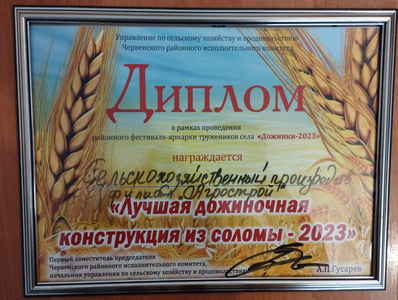 Управление по сельскому хозяйству и продовольствию
Червенского районного исполнительного комитета
Диплом
в рамках проведения
районного фестиваля-ярмарки тружеников села «Дожинки-2023»
награждается
Сельскохозяйственный
филиал "Агрострой"
«Лучшая дожиночная
конструкция из соломы - 2023»
Первый заместитель председателя
Червенского районного исполнительного комитета,
начальник управления по сельскому хозяйству и продовольствию
А.П.Гусарев